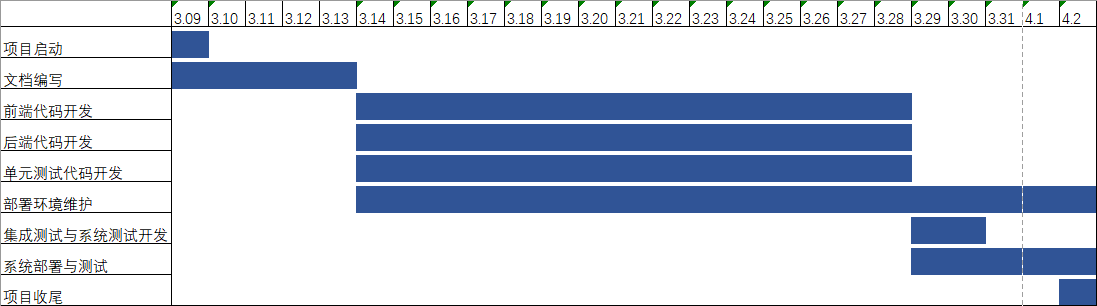 3.09 3.10 3.11 3.12 3.13 3.14 3.15 3.16 3.17 3.18 3.19 3.20 3.21 3.22 3.23 3.24 3.25 3.26 3.27 3.28 3.29 3.30 3.31 4.1 4.2
项目启动
文档编写
前端代码开发
后端代码开发
单元测试代码开发
部署环境维护
集成测试与系统测试开发
系统部署与测试
项目收尾